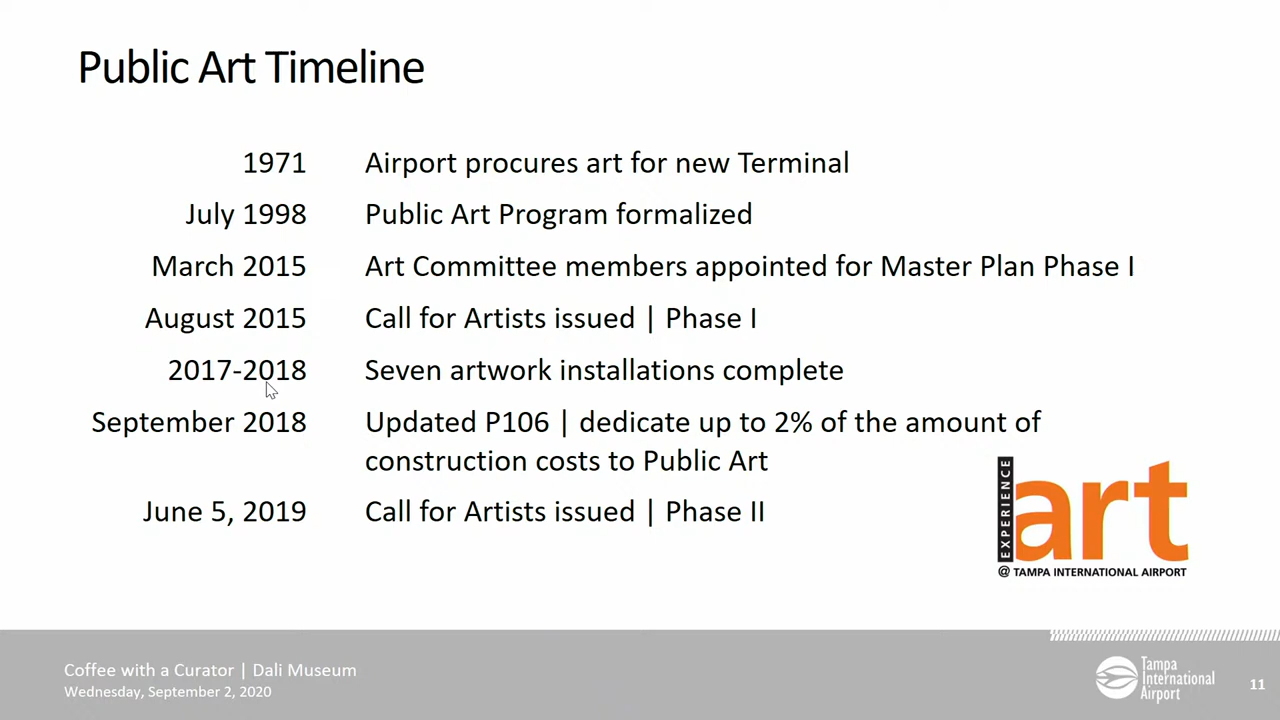 Public Art Timeline
1971 Airport procures art for new Terminal
July 1998 Public Art Program formalized
March 2015 Art Committee members appointed for Master Plan Phase I
August 2015 Call for Artists issued | Phase I
2017-2018 Seven artwork installations complete
September 2018 Updated P106 | dedicate up to 2% of the amount of
construction costs to Public Art
June 5, 2019 Call for Artists issued | Phase II
EXPERIENCE
art
@ TAMPA INTERNATIONAL AIRPORT
Coffee with a Curator | Dali Museum
Wednesday, September 2, 2020
Tampa
International
Airport
11